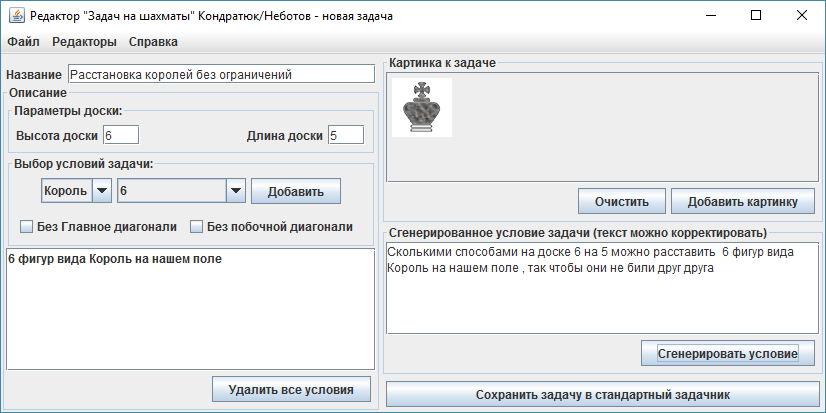 Редактор "Задач на шахматы" Кондратюк/Неботов - новая задача
Файл Редакторы Справка
Название Расстановка королей без ограничений
Описание
Параметры доски:
Высота доски 6 Длина доски 5
Выбор условий задачи:
Король 6 Добавить
Без Главное диагонали Без побочной диагонали
6 фигур вида Король на нашем поле
Удалить все условия
Картинка к задаче
Очистить Добавить картинку
Сгенерированное условие задачи (текст можно корректировать)
Сколькими способами на доске 6 на 5 можно расставить 6 фигур вида
Король на нашем поле , так чтобы они не били друг друга
Сгенерировать условие
Сохранить задачу в стандартный задачник